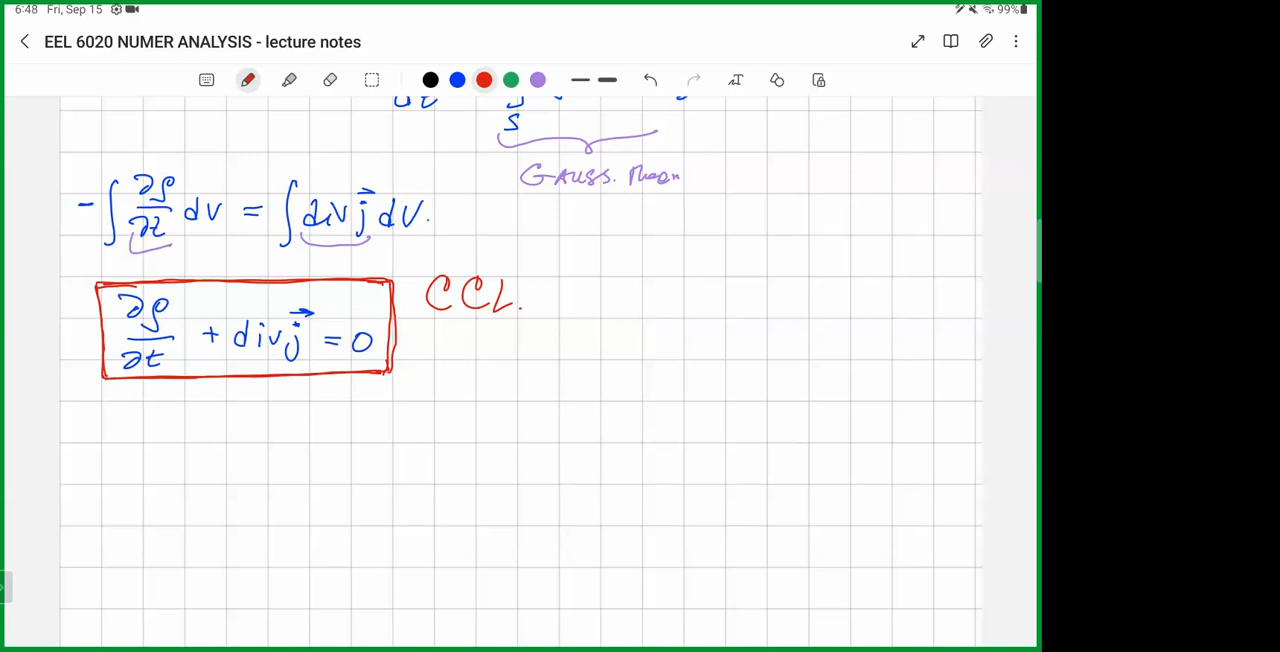 6:48 Fri, Sep 15 99%
EEL 6020 NUMER ANALYSIS - lecture notes
S
GAUSS. Theor
-∫ ∂ρ/∂t dV = ∫ div j⃗ dV.
∂ρ/∂t + div j⃗ = 0
CCL.